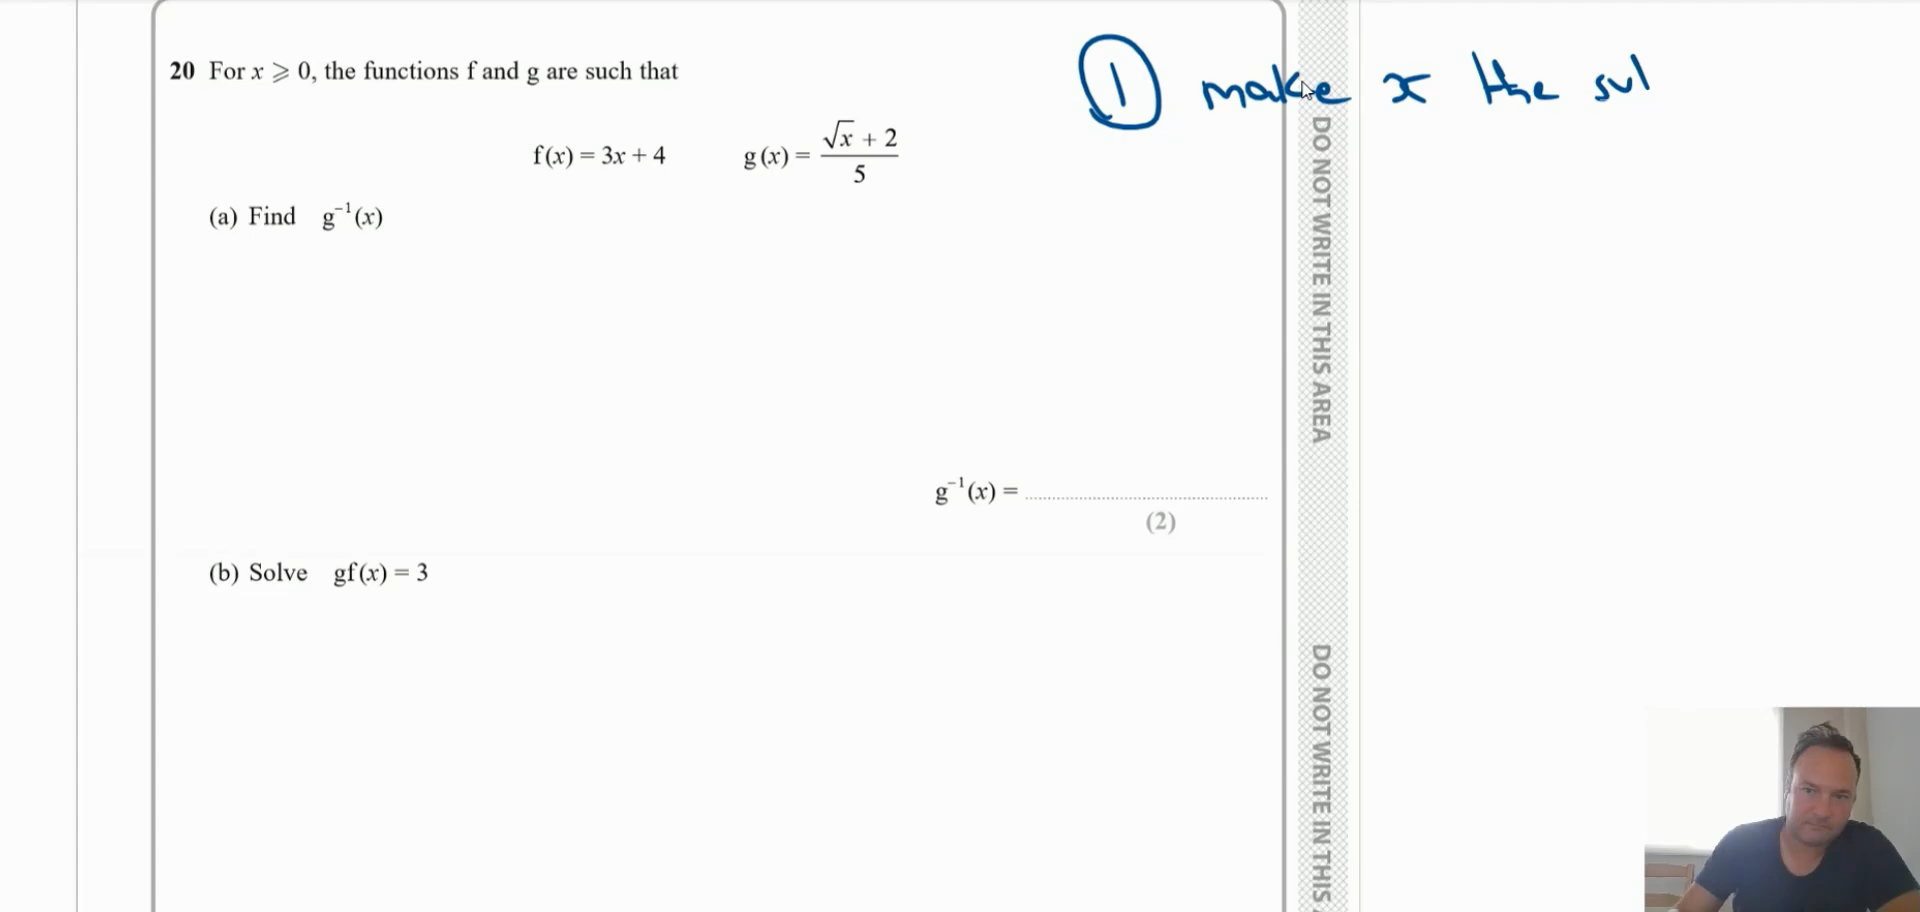 20 For x ⩾ 0, the functions f and g are such that
① make x the sub
f(x) = 3x + 4 g(x) = (√x + 2)/5
(a) Find g⁻¹(x)
g⁻¹(x) = ........................................
(2)
(b) Solve gf(x) = 3
DO NOT WRITE IN THIS AREA
DO NOT WRITE IN THIS